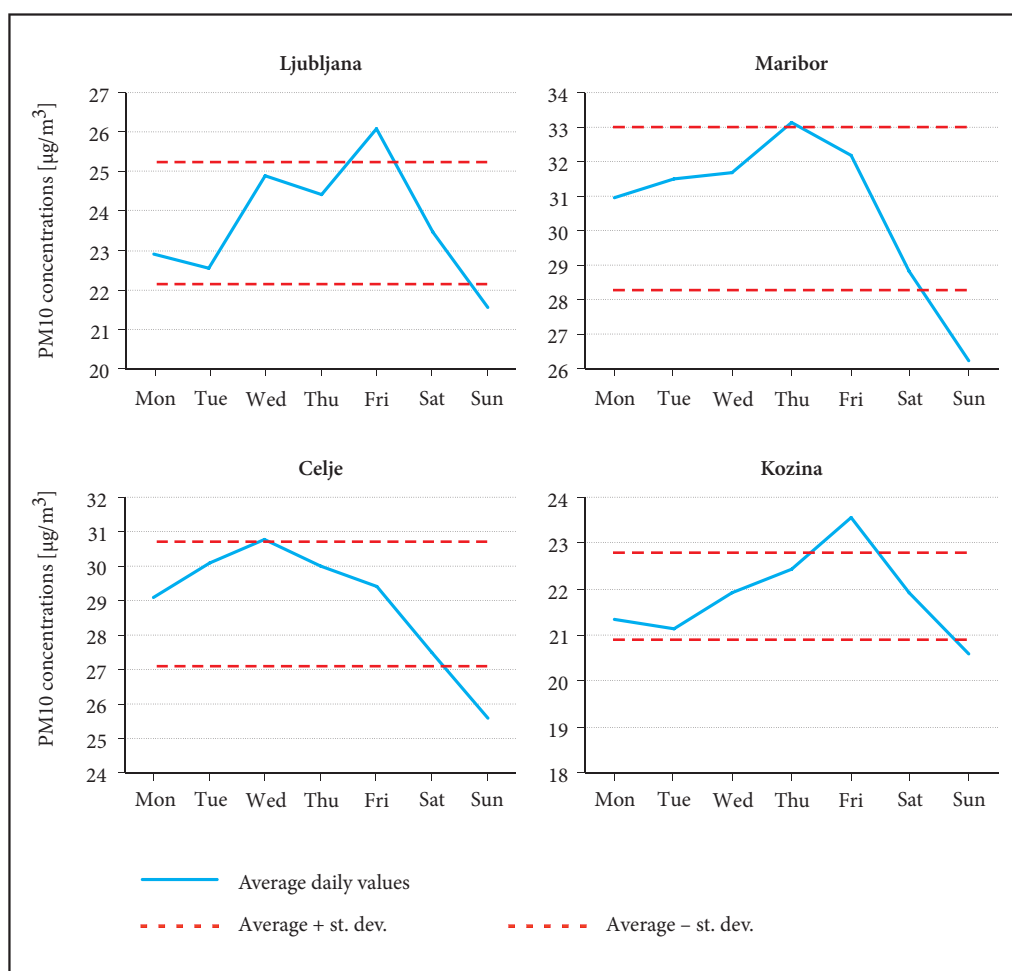 Ljubljana
PM10 concentrations [µg/m³]
27
26
25
24
23
22
21
20
Mon Tue Wed Thu Fri Sat Sun
Maribor
34
33
32
31
30
29
28
27
26
Mon Tue Wed Thu Fri Sat Sun
Celje
PM10 concentrations [µg/m³]
32
31
30
29
28
27
26
25
24
Mon Tue Wed Thu Fri Sat Sun
Kozina
24
23
22
21
20
19
18
Mon Tue Wed Thu Fri Sat Sun
Average daily values
Average + st. dev.
Average – st. dev.